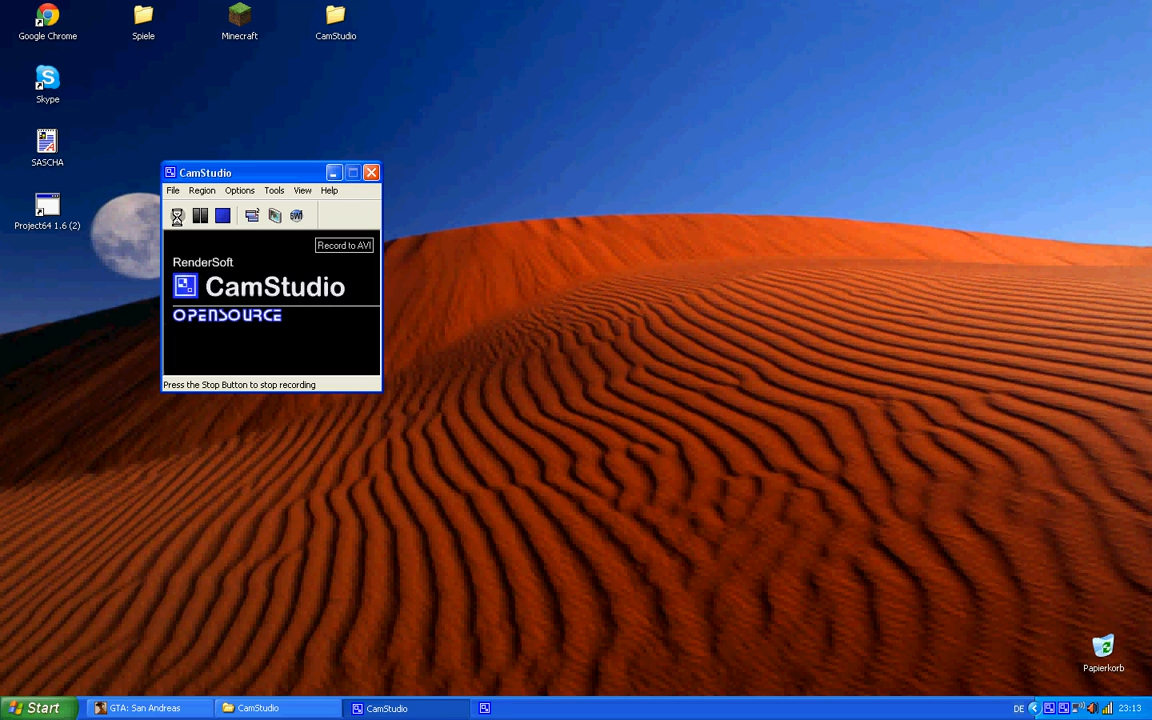 Google Chrome
Spiele
Minecraft
CamStudio
Skype
SASCHA
Project64 1.6 (2)
CamStudio
File Region Options Tools View Help
Record to AVI
RenderSoft
CamStudio
OPENSOURCE
Press the Stop Button to stop recording
Papierkorb
Start
GTA: San Andreas
CamStudio
CamStudio
DE
23:13